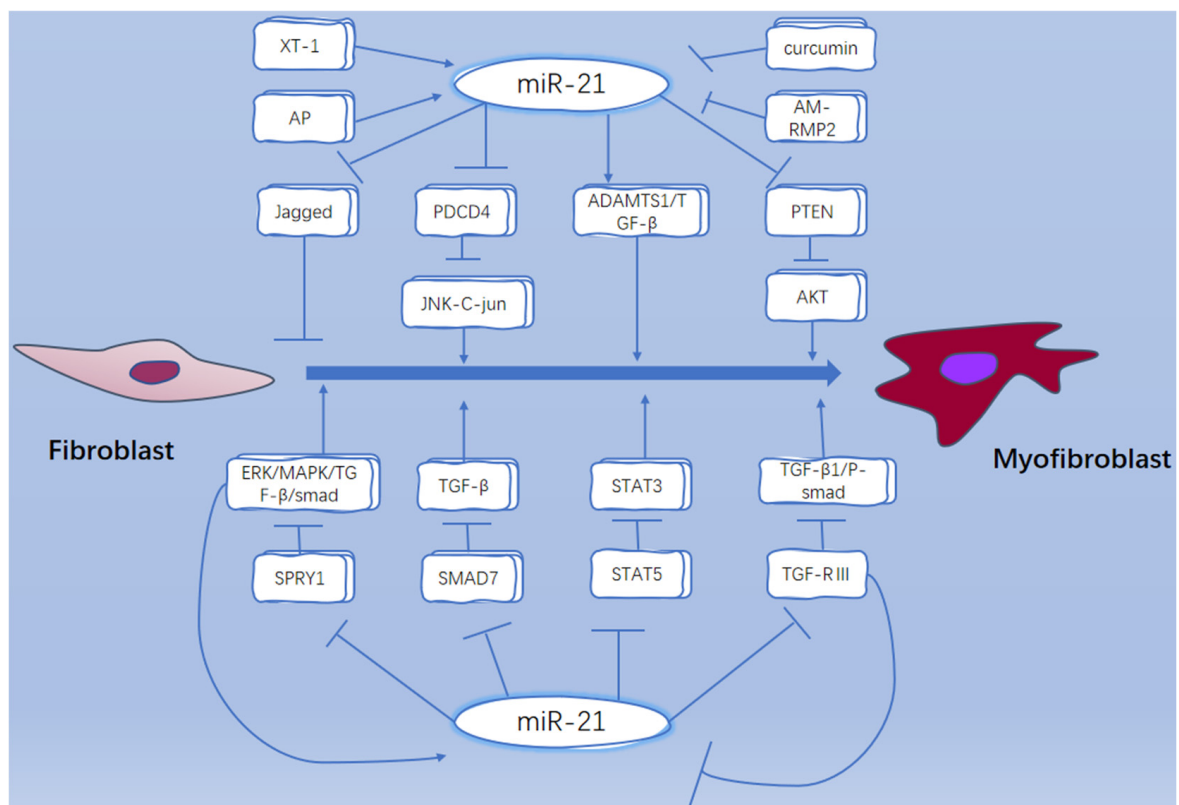 XT-1
curcumin
miR-21
AP
AM-
RMP2
Jagged
PDCD4
ADAMTS1/T
GF-β
PTEN
JNK-C-jun
AKT
Fibroblast
Myofibroblast
ERK/MAPK/TG
F-β/smad
TGF-β
STAT3
TGF-β1/P-
smad
SPRY1
SMAD7
STAT5
TGF-RⅢ
miR-21